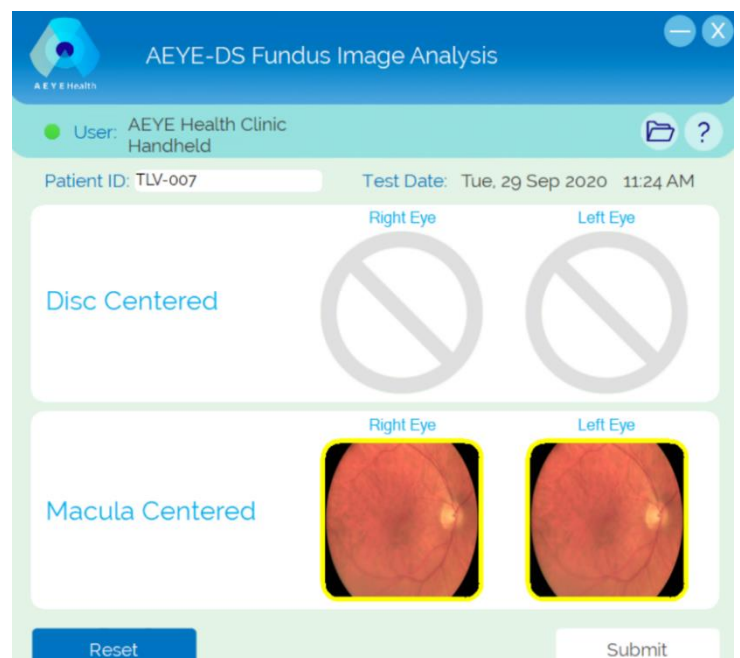 AEYE-DS Fundus Image Analysis
AEYE Health
User: AEYE Health Clinic
Handheld
?
Patient ID: TLV-007 Test Date: Tue, 29 Sep 2020 11:24 AM
Right Eye Left Eye
Disc Centered
Right Eye Left Eye
Macula Centered
Reset Submit